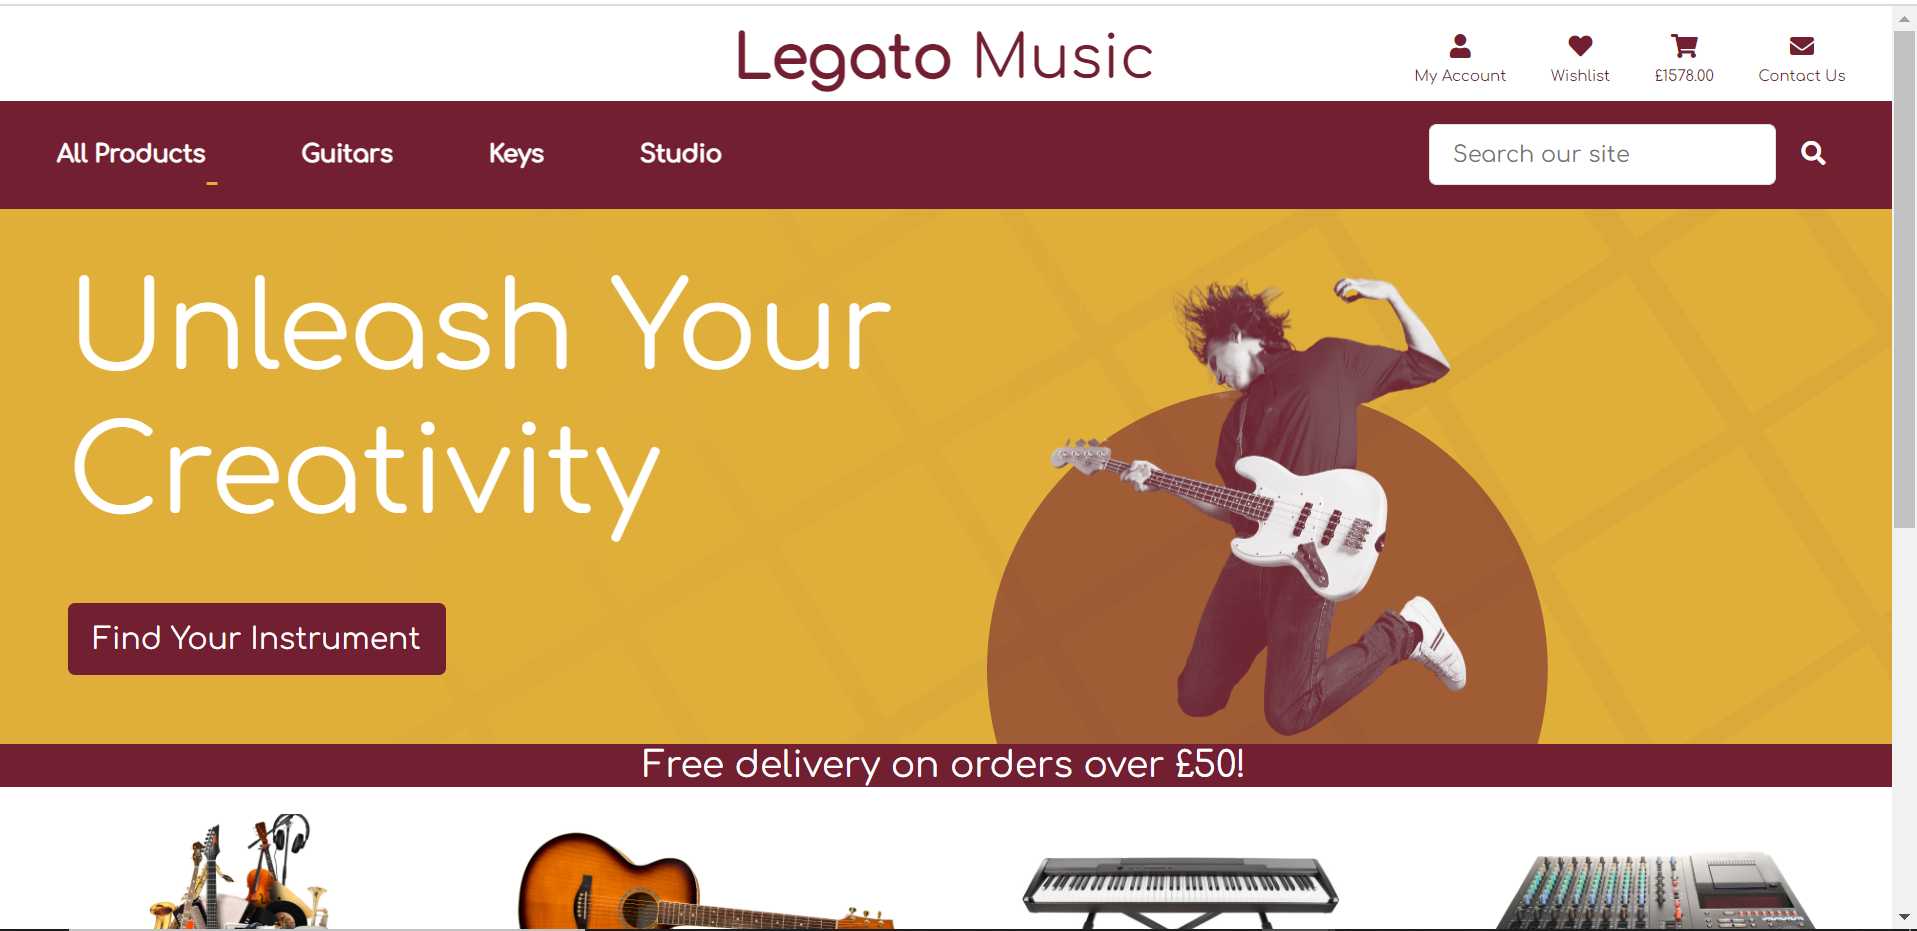 Legato Music
My Account
Wishlist
£1578.00
Contact Us
All Products
Guitars
Keys
Studio
Search our site
Unleash Your
Creativity
Find Your Instrument
Free delivery on orders over £50!